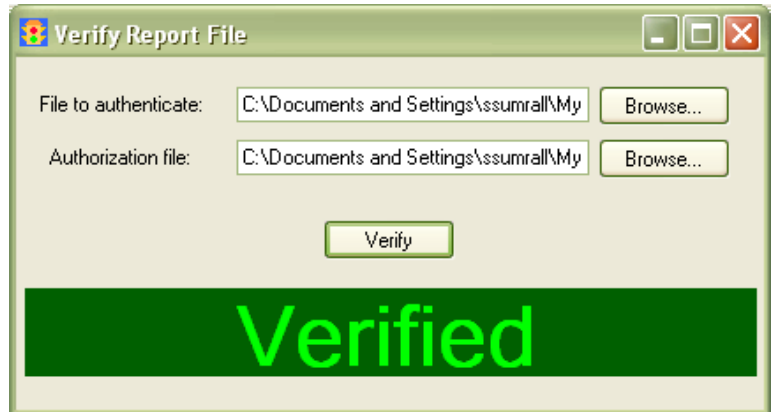 Verify Report File
File to authenticate: C:\Documents and Settings\ssumrall\My Browse...
Authorization file: C:\Documents and Settings\ssumrall\My Browse...
Verify
Verified